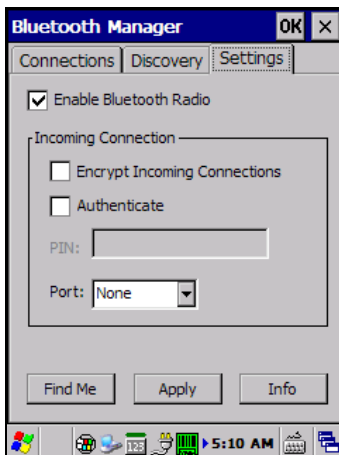 Bluetooth Manager OK ×
Connections Discovery Settings
Enable Bluetooth Radio
Incoming Connection
Encrypt Incoming Connections
Authenticate
PIN:
Port: None
Find Me Apply Info
123 5:10 AM